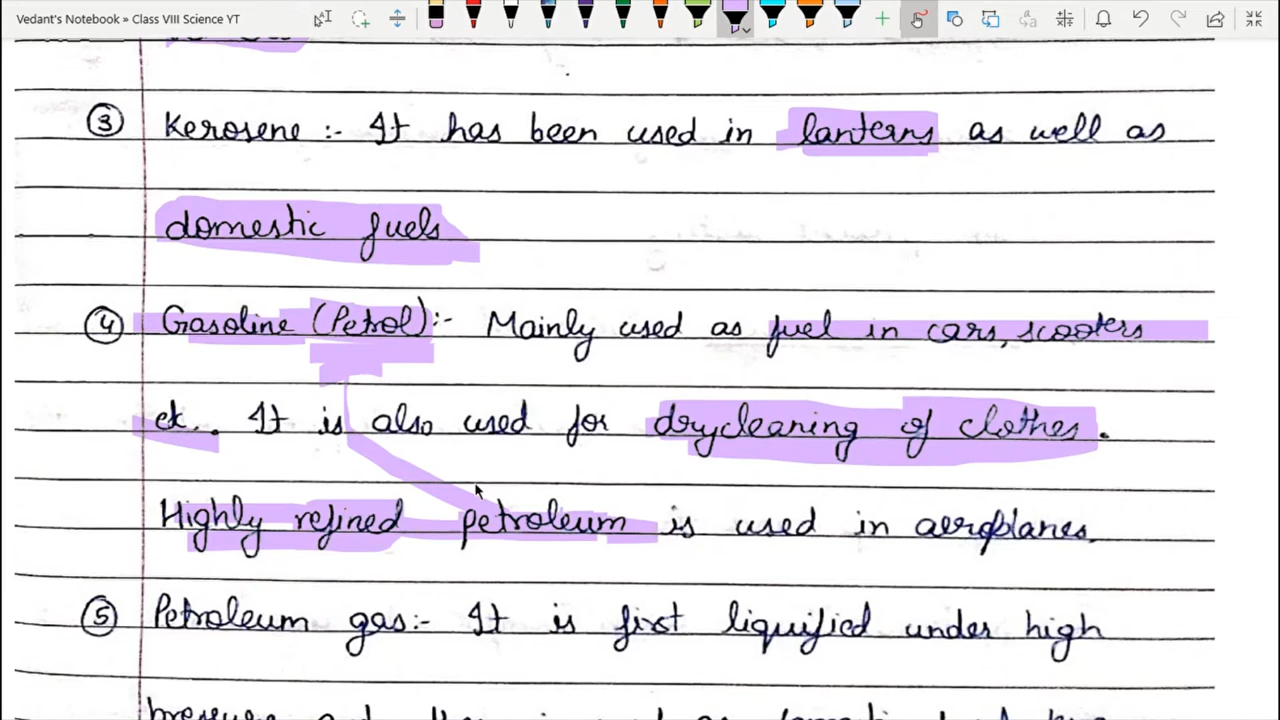 Vedant's Notebook » Class VIII Science YT
③ Kerosene :- It has been used in lanterns as well as
domestic fuels
④ Gasoline (Petrol) :- Mainly used as fuel in cars, scooters
etc. It is also used for drycleaning of clothes.
Highly refined petroleum is used in aeroplanes.
⑤ Petroleum gas:- It is first liquified under high